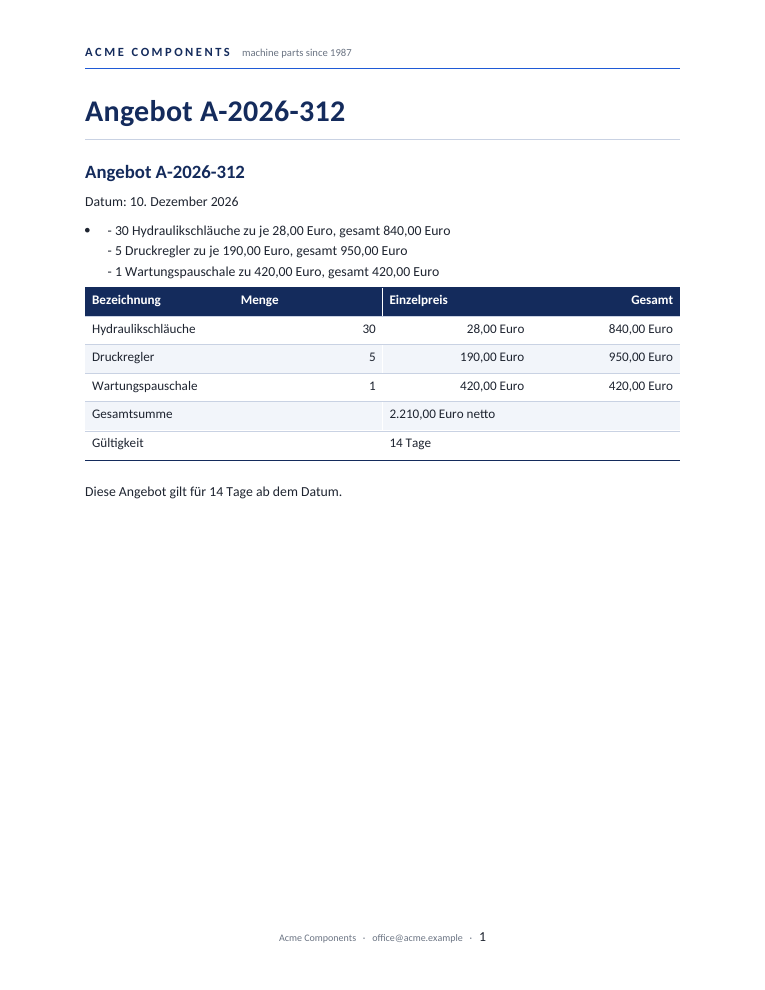 ACME COMPONENTS machine parts since 1987
Angebot A-2026-312
Angebot A-2026-312
Datum: 10. Dezember 2026
• - 30 Hydraulikschläuche zu je 28,00 Euro, gesamt 840,00 Euro
- 5 Druckregler zu je 190,00 Euro, gesamt 950,00 Euro
- 1 Wartungspauschale zu 420,00 Euro, gesamt 420,00 Euro
Bezeichnung Menge Einzelpreis Gesamt
Hydraulikschläuche 30 28,00 Euro 840,00 Euro
Druckregler 5 190,00 Euro 950,00 Euro
Wartungspauschale 1 420,00 Euro 420,00 Euro
Gesamtsumme 2.210,00 Euro netto
Gültigkeit 14 Tage
Diese Angebot gilt für 14 Tage ab dem Datum.
Acme Components · office@acme.example · 1